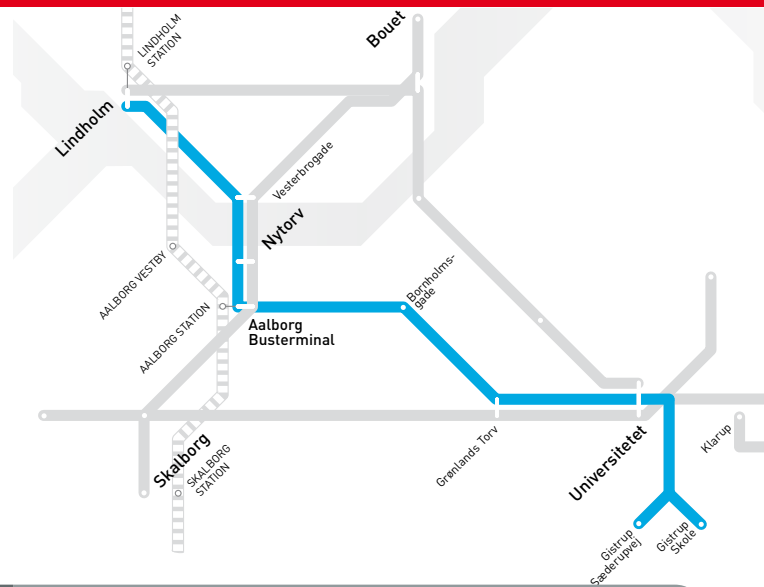 LINDHOLM
STATION
Bouet
Lindholm
Vesterbrogade
Nytorv
AALBORG VESTBY
Bornholms-
gade
AALBORG STATION
Aalborg
Busterminal
Skalborg
SKALBORG
STATION
Grønlands Torv
Universitetet
Klarup
Gistrup
Sæderupvej
Gistrup
Skole